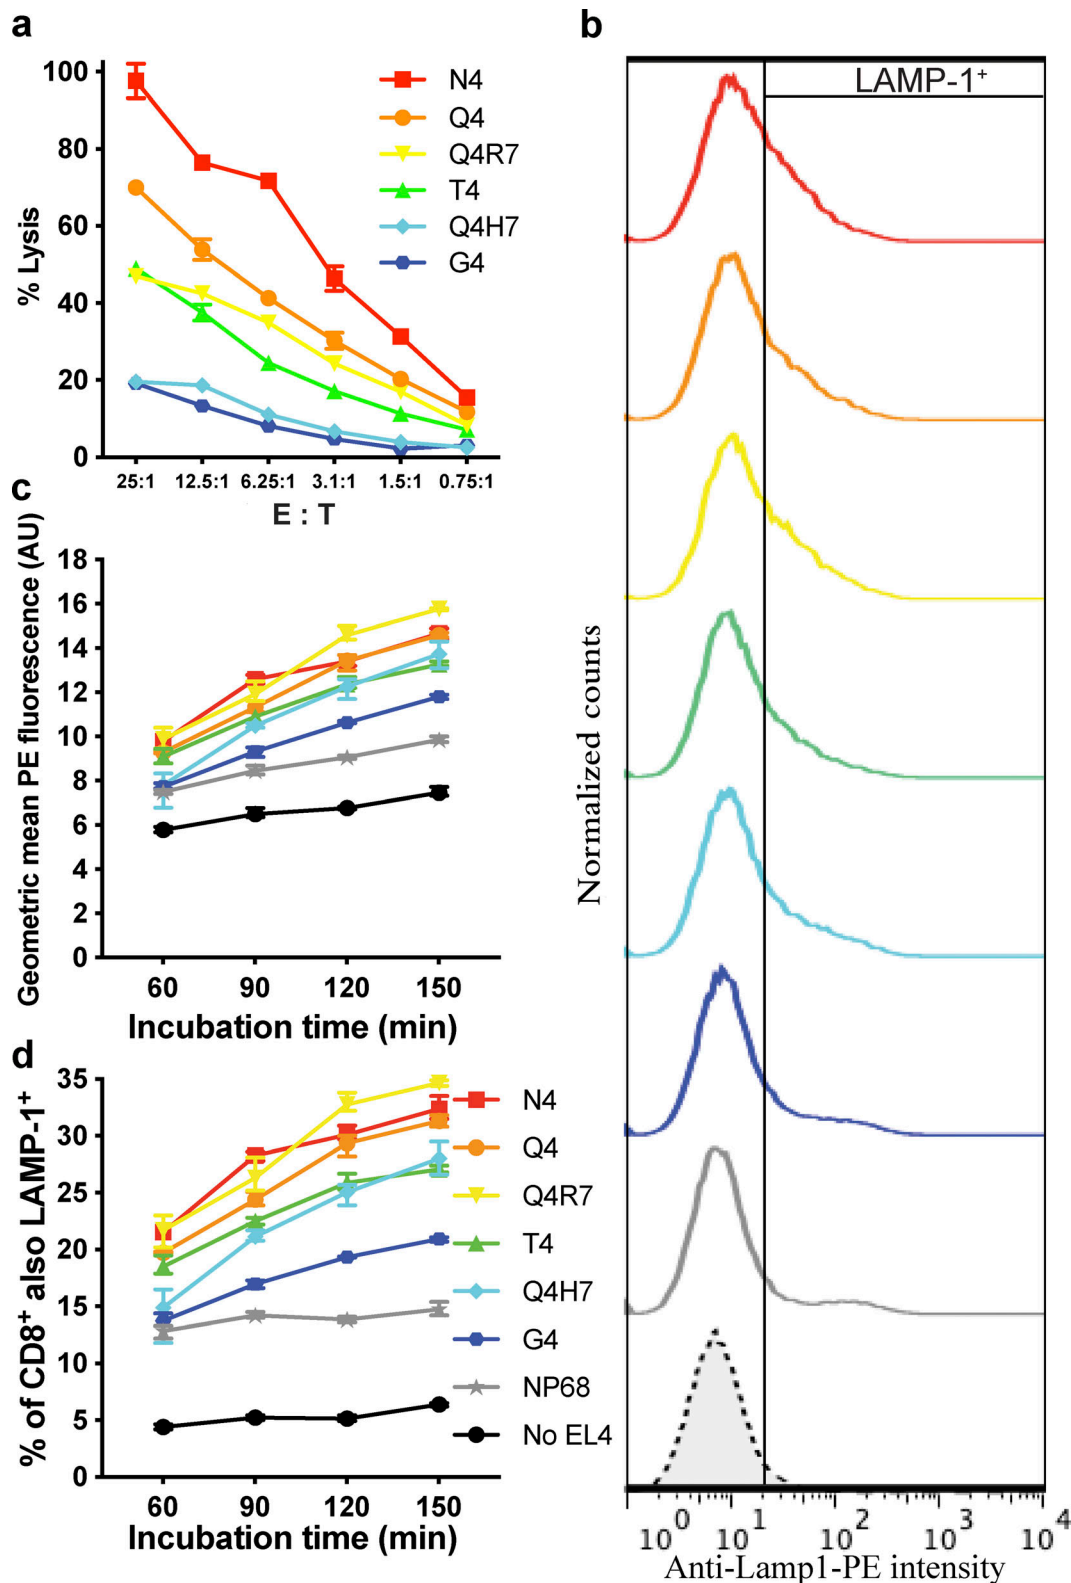 a
100
80
60
40
20
0
% Lysis
N4
Q4
Q4R7
T4
Q4H7
G4
25:1 12.5:1 6.25:1 3.1:1 1.5:1 0.75:1
E : T
b
LAMP-1⁺
Normalized counts
10⁰ 10¹ 10² 10³ 10⁴
Anti-Lamp1-PE intensity
c
18
16
14
12
10
8
6
4
2
0
Geometric mean PE fluorescence (AU)
60 90 120 150
Incubation time (min)
d
35
30
25
20
15
10
5
0
% of CD8⁺ also LAMP-1⁺
60 90 120 150
Incubation time (min)
N4
Q4
Q4R7
T4
Q4H7
G4
NP68
No EL4